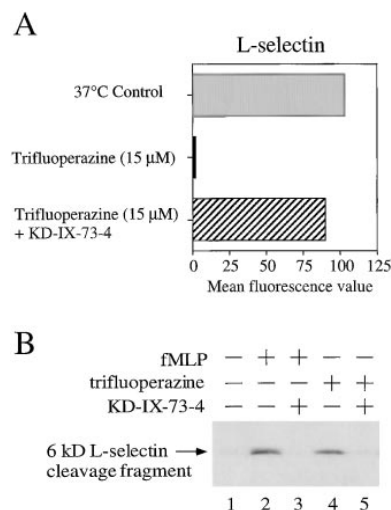 A
L-selectin
37°C Control
Trifluoperazine (15 µM)
Trifluoperazine (15 µM)
+ KD-IX-73-4
0 25 50 75 100 125
Mean fluorescence value
B
fMLP − + + − −
trifluoperazine − − − + +
KD-IX-73-4 − − + − +
6 kD L-selectin
cleavage fragment
1 2 3 4 5